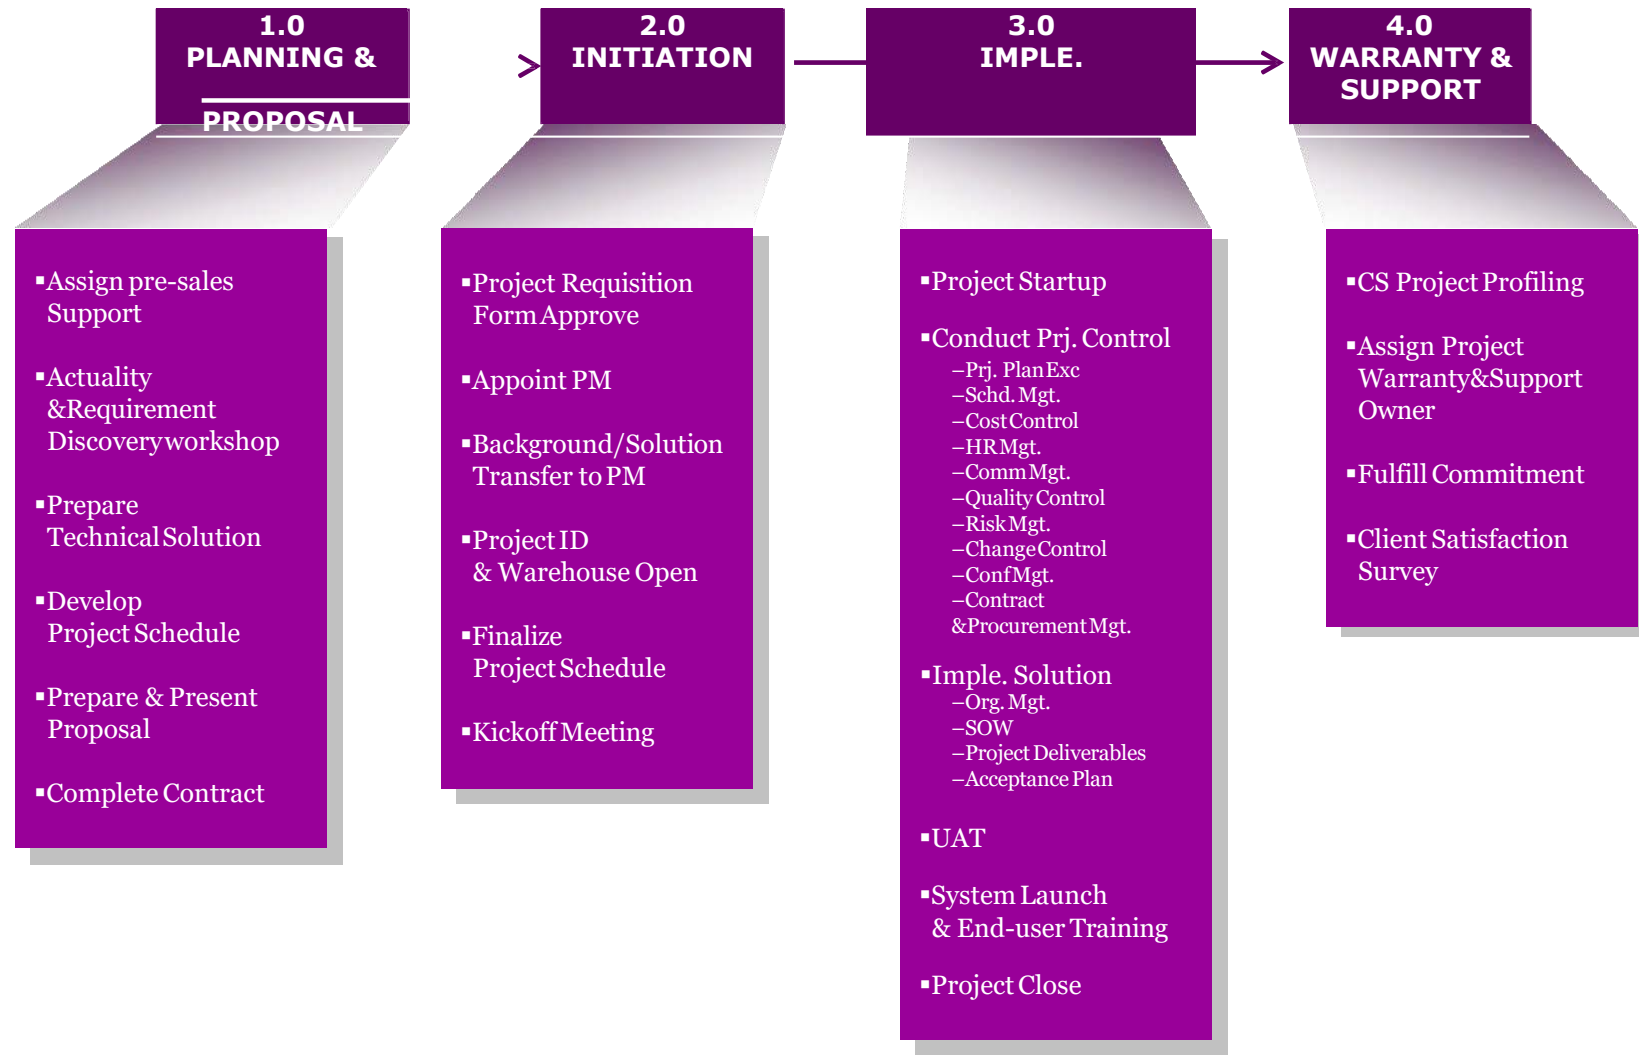 1.0
PLANNING &
PROPOSAL
2.0
INITIATION
3.0
IMPLE.
4.0
WARRANTY &
SUPPORT
▪Assign pre-sales
Support
▪Actuality
&Requirement
Discoveryworkshop
▪Prepare
Technical Solution
▪Develop
Project Schedule
▪Prepare & Present
Proposal
▪Complete Contract
▪Project Requisition
Form Approve
▪Appoint PM
▪Background/Solution
Transfer to PM
▪Project ID
& Warehouse Open
▪Finalize
Project Schedule
▪Kickoff Meeting
▪Project Startup
▪Conduct Prj. Control
–Prj. Plan Exc
–Schd. Mgt.
–Cost Control
–HR Mgt.
–Comm Mgt.
–Quality Control
–Risk Mgt.
–Change Control
–Conf Mgt.
–Contract
&Procurement Mgt.
▪Imple. Solution
–Org. Mgt.
–SOW
–Project Deliverables
–Acceptance Plan
▪UAT
▪System Launch
& End-user Training
▪Project Close
▪CS Project Profiling
▪Assign Project
Warranty&Support
Owner
▪Fulfill Commitment
▪Client Satisfaction
Survey